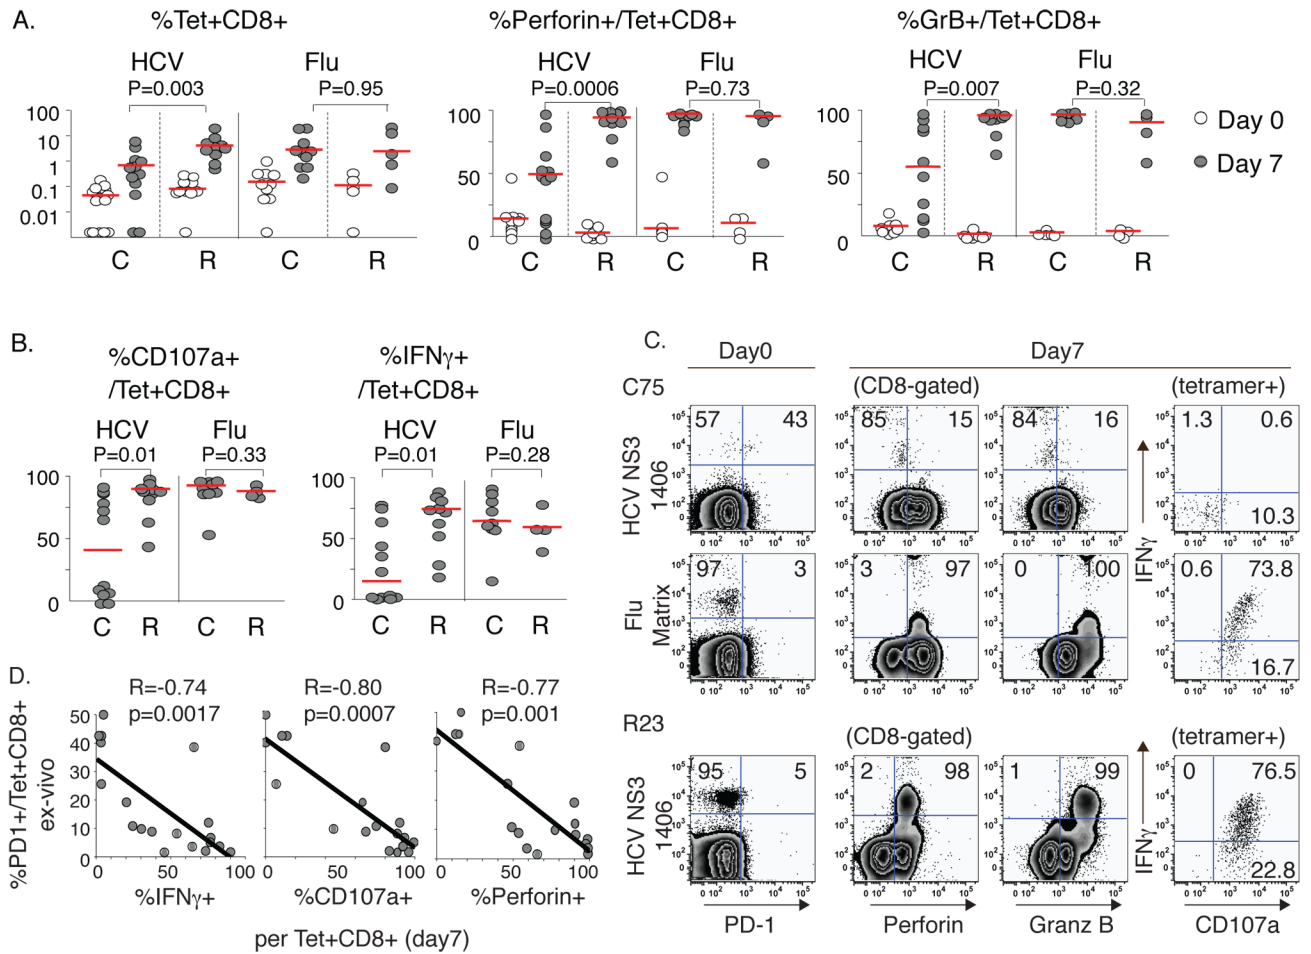 A.
%Tet+CD8+
%Perforin+/Tet+CD8+
%GrB+/Tet+CD8+
HCV
Flu
HCV
Flu
HCV
Flu
P=0.003
P=0.95
P=0.0006
P=0.73
P=0.007
P=0.32
100
10
1
0.1
0.01
100
50
0
100
50
0
Day 0
Day 7
C
R
C
R
C
R
C
R
C
R
C
R
B.
%CD107a+
/Tet+CD8+
%IFNγ+
/Tet+CD8+
HCV
Flu
HCV
Flu
P=0.01
P=0.33
P=0.01
P=0.28
100
50
0
100
50
0
C
R
C
R
C
R
C
R
C.
Day0
Day7
C75
(CD8-gated)
(tetramer+)
HCV NS3
1406
57
43
85
15
84
16
1.3
0.6
10.3
Flu
Matrix
97
3
3
97
0
100
0.6
73.8
16.7
IFNγ
R23
(CD8-gated)
(tetramer+)
HCV NS3
1406
95
5
2
98
1
99
0
76.5
22.8
IFNγ
0 10² 10³ 10⁴ 10⁵
PD-1
Perforin
Granz B
CD107a
D.
R=-0.74
p=0.0017
R=-0.80
p=0.0007
R=-0.77
p=0.001
%PD1+/Tet+CD8+
ex-vivo
50
40
30
20
10
0
0
50
100
0
50
100
0
50
100
%IFNγ+
%CD107a+
%Perforin+
per Tet+CD8+ (day7)